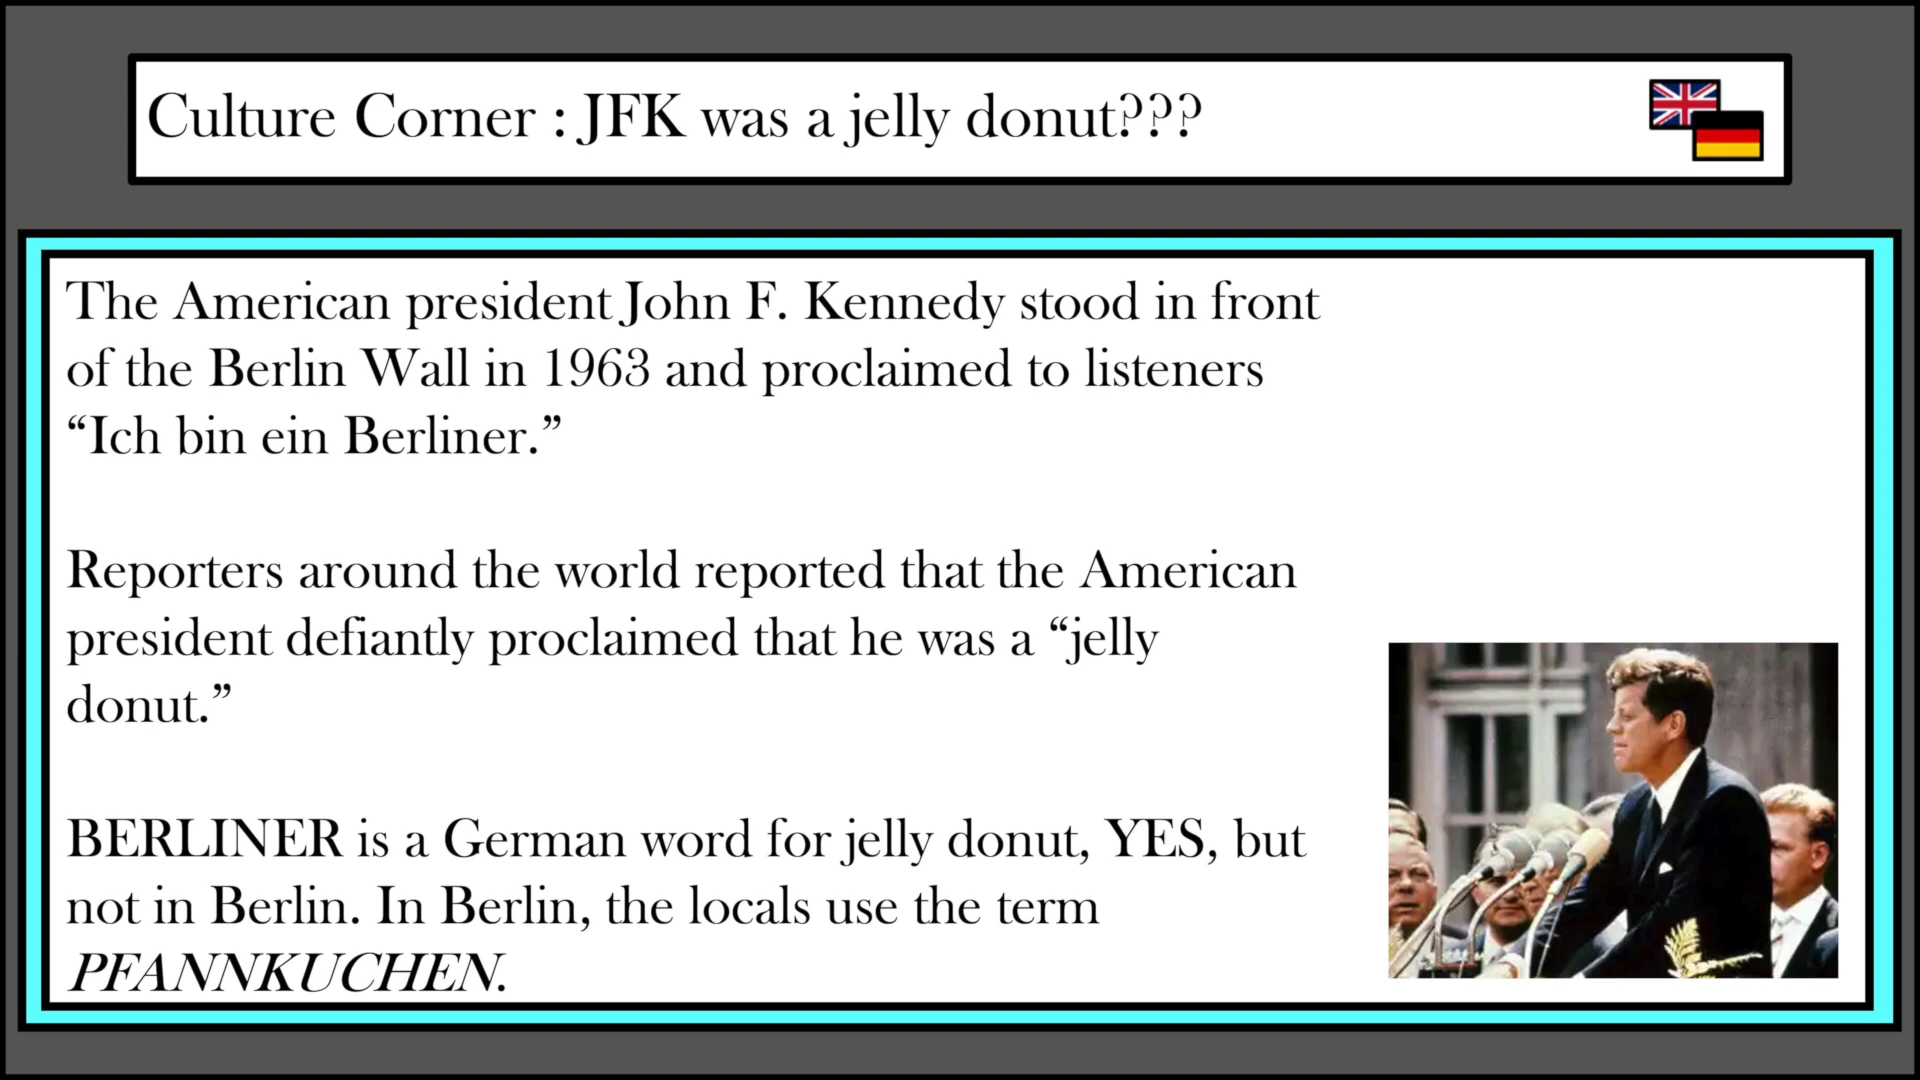 Culture Corner : JFK was a jelly donut???
The American president John F. Kennedy stood in front
of the Berlin Wall in 1963 and proclaimed to listeners
“Ich bin ein Berliner.”
Reporters around the world reported that the American
president defiantly proclaimed that he was a “jelly
donut.”
BERLINER is a German word for jelly donut, YES, but
not in Berlin. In Berlin, the locals use the term
PFANNKUCHEN.